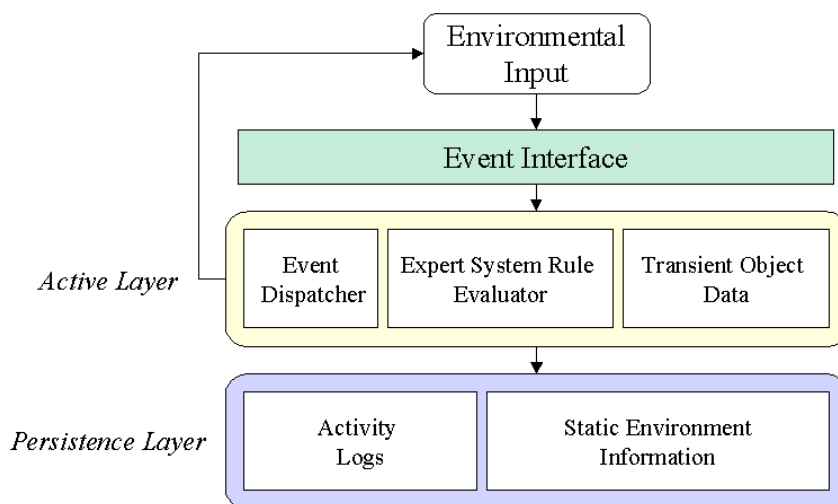 Environmental
Input
Event Interface
Active Layer
Event
Dispatcher
Expert System Rule
Evaluator
Transient Object
Data
Persistence Layer
Activity
Logs
Static Environment
Information